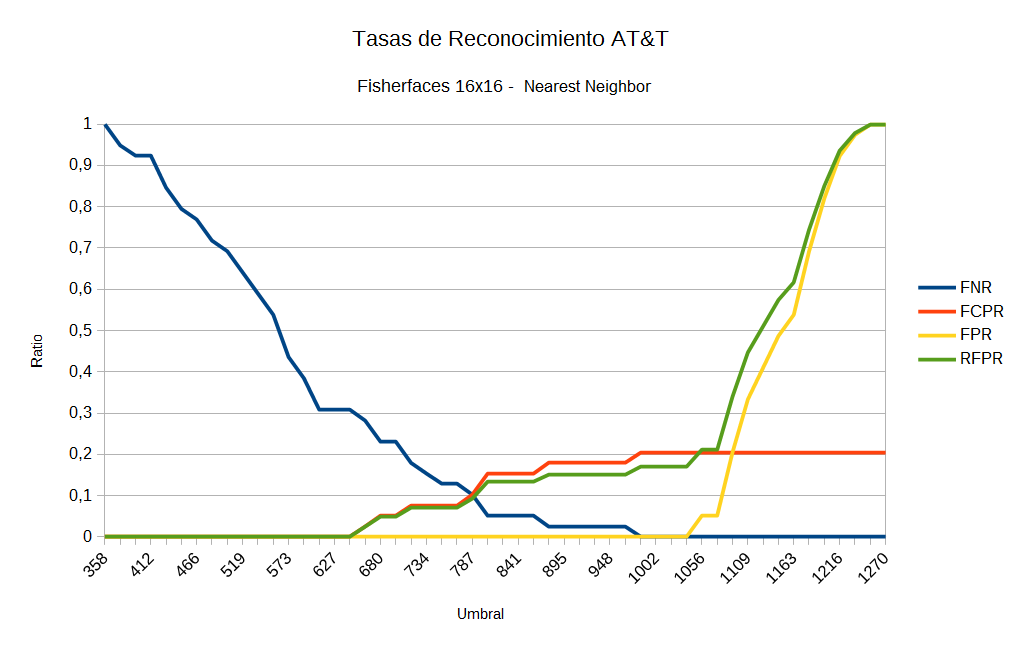 Tasas de Reconocimiento AT&T
Fisherfaces 16x16 - Nearest Neighbor
1
0,9
0,8
0,7
0,6
0,5
0,4
0,3
0,2
0,1
0
Ratio
358 412 466 519 573 627 680 734 787 841 895 948 1002 1056 1109 1163 1216 1270
Umbral
FNR
FCPR
FPR
RFPR